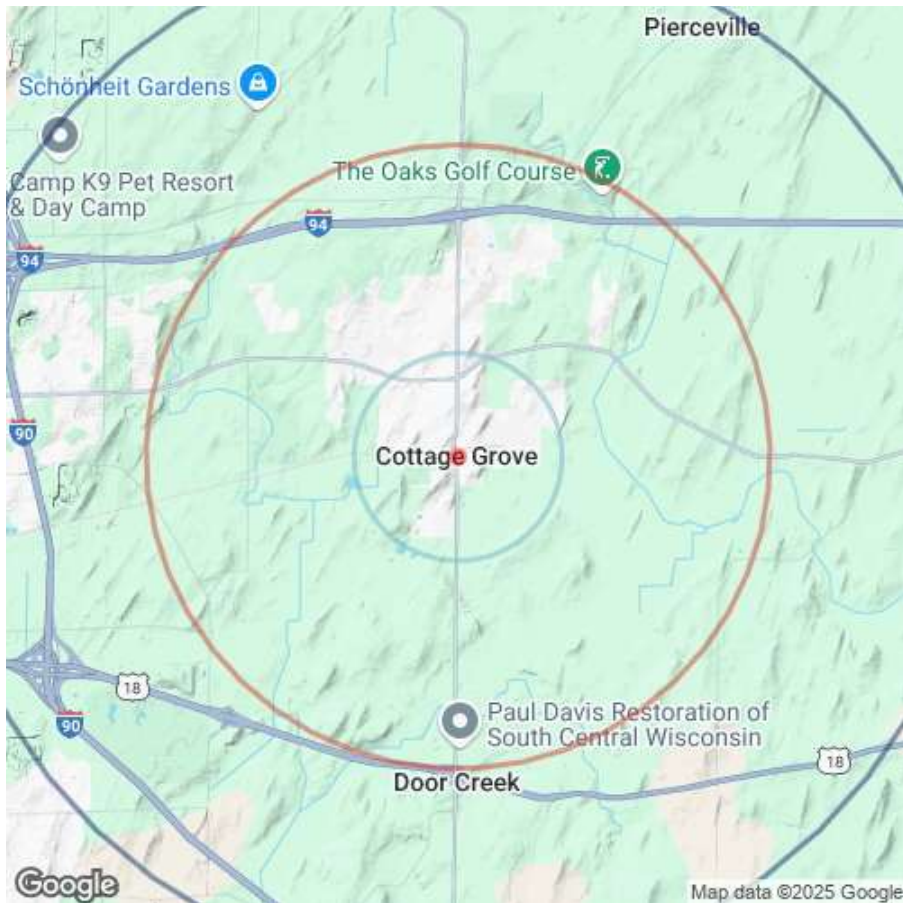 Pierceville
Schönheit Gardens
Camp K9 Pet Resort
& Day Camp
The Oaks Golf Course
94
94
90
Cottage Grove
18
90
Paul Davis Restoration of
South Central Wisconsin
18
Door Creek
Google
Map data ©2025 Google